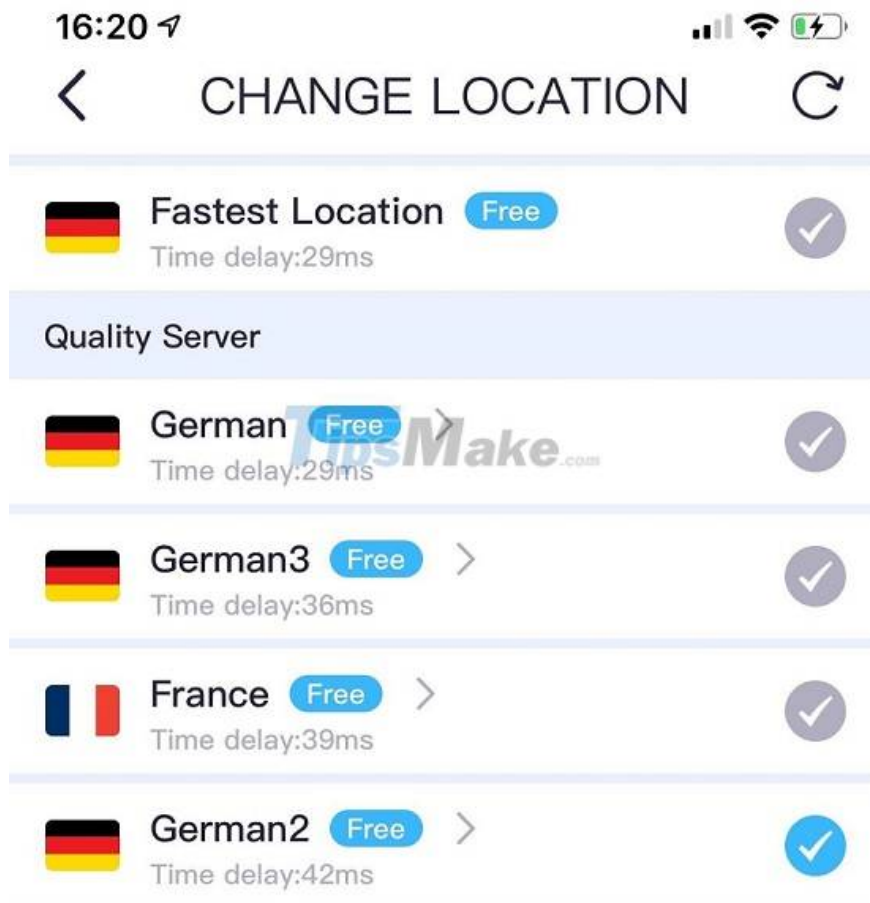 16:20
CHANGE LOCATION
Fastest Location Free
Time delay:29ms
Quality Server
German Free
Time delay:29ms
TipsMake.com
German3 Free
Time delay:36ms
France Free
Time delay:39ms
German2 Free
Time delay:42ms